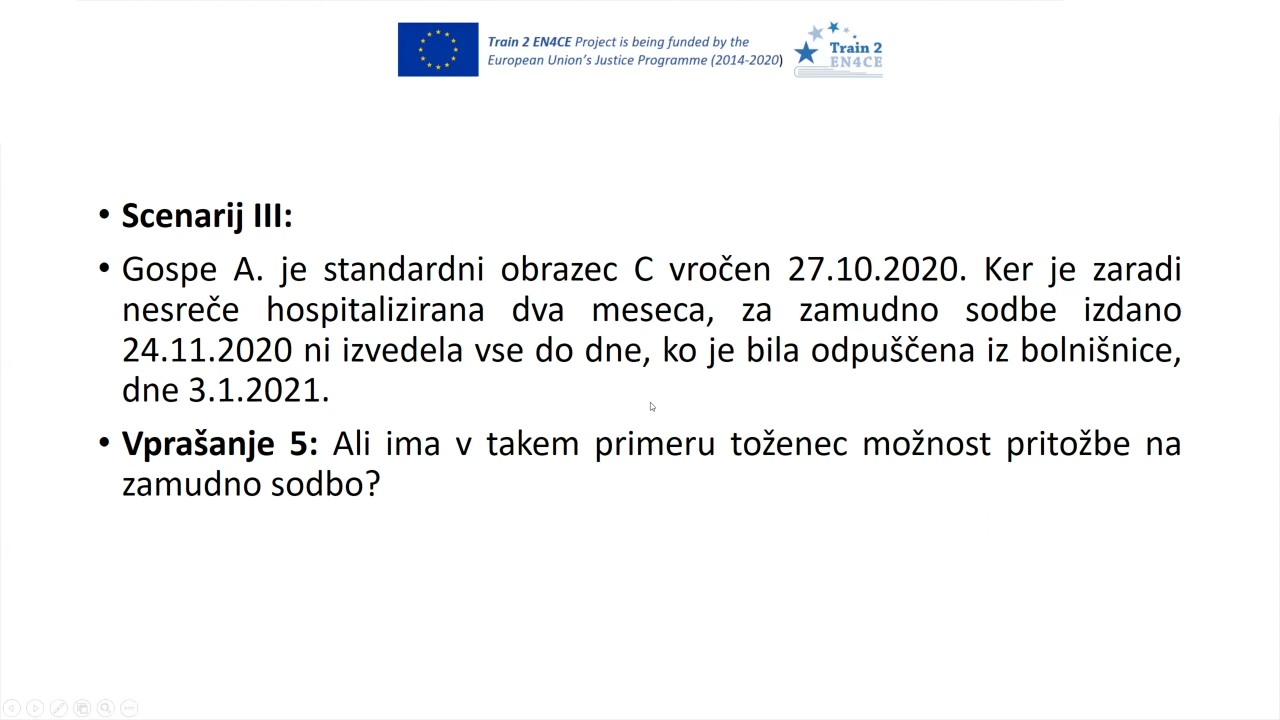 Train 2 EN4CE Project is being funded by the
European Union's Justice Programme (2014-2020)
Train 2
EN4CE
• Scenarij III:
• Gospe A. je standardni obrazec C vročen 27.10.2020. Ker je zaradi
nesreče hospitalizirana dva meseca, za zamudno sodbe izdano
24.11.2020 ni izvedela vse do dne, ko je bila odpuščena iz bolnišnice,
dne 3.1.2021.
• Vprašanje 5: Ali ima v takem primeru toženec možnost pritožbe na
zamudno sodbo?